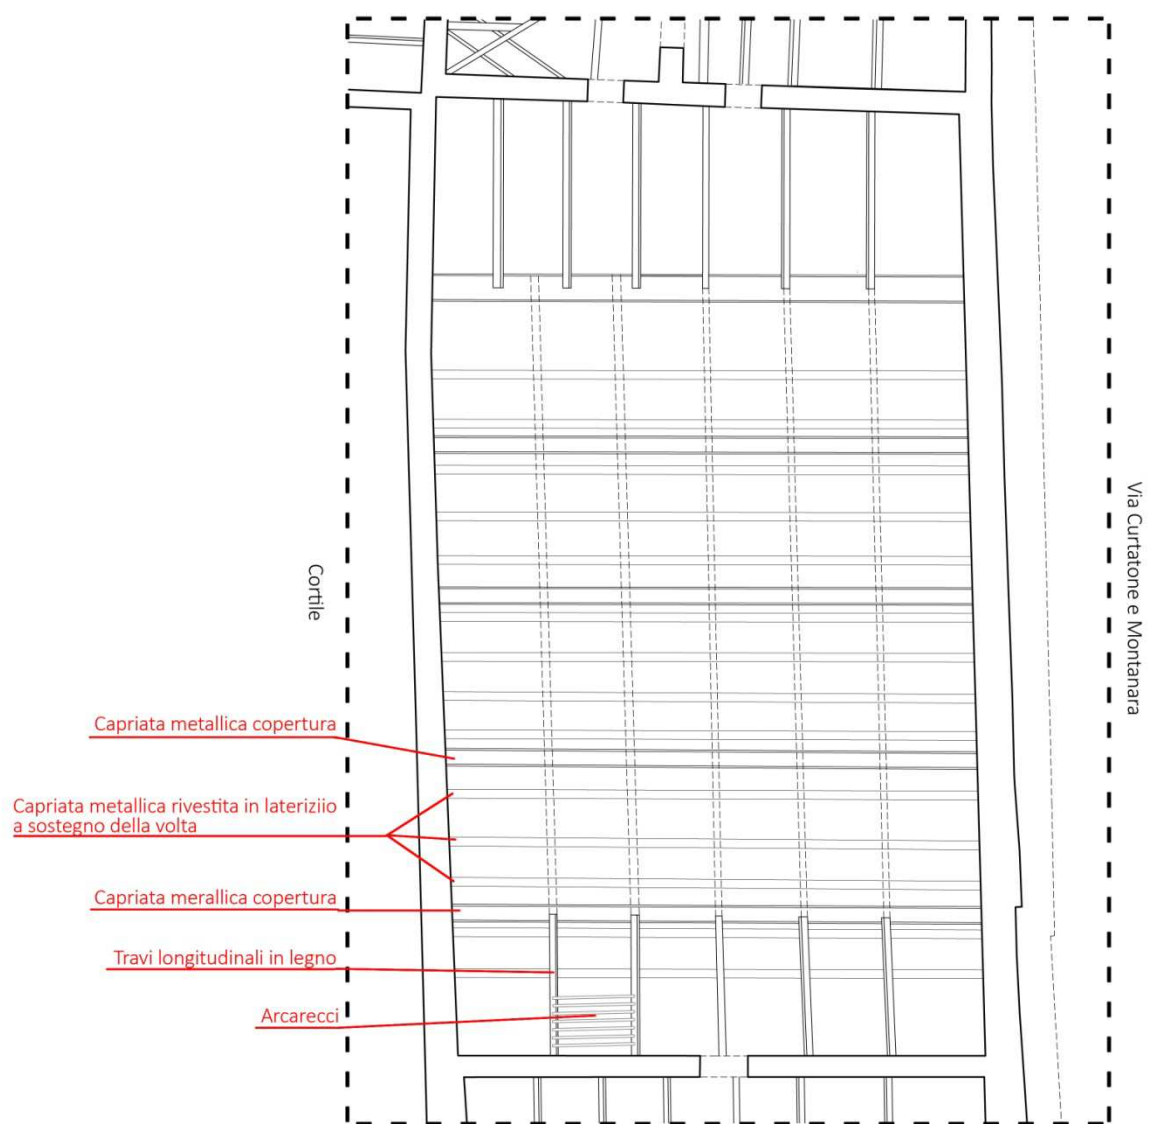 Via Curtatone e Montanara
Cortile
Capriata metallica copertura
Capriata metallica rivestita in lateriziio
a sostegno della volta
Capriata merallica copertura
Travi longitudinali in legno
Arcarecci